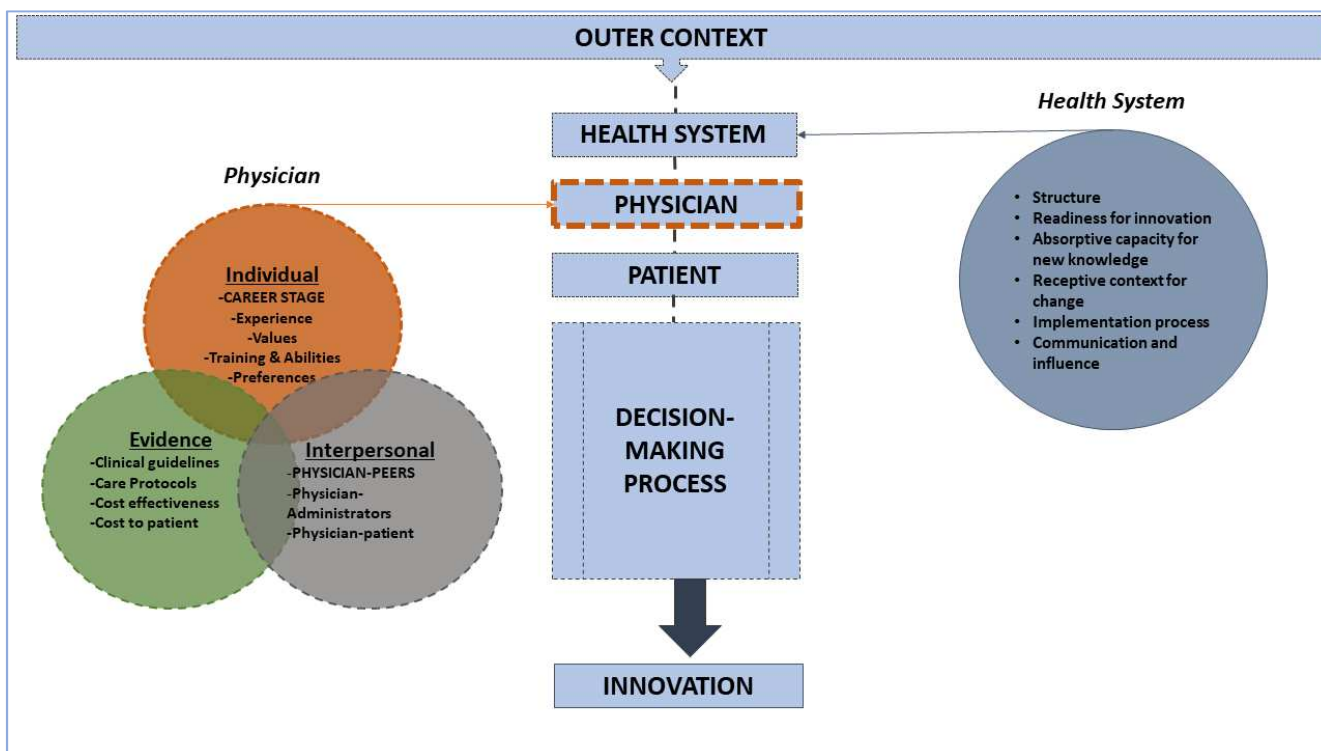 OUTER CONTEXT
Health System
HEALTH SYSTEM
Physician
PHYSICIAN
• Structure
• Readiness for innovation
• Absorptive capacity for
new knowledge
• Receptive context for
change
• Implementation process
• Communication and
influence
PATIENT
Individual
-CAREER STAGE
-Experience
-Values
-Training & Abilities
-Preferences
Evidence
-Clinical guidelines
-Care Protocols
-Cost effectiveness
-Cost to patient
Interpersonal
-PHYSICIAN-PEERS
-Physician-
Administrators
-Physician-patient
DECISION-
MAKING
PROCESS
INNOVATION